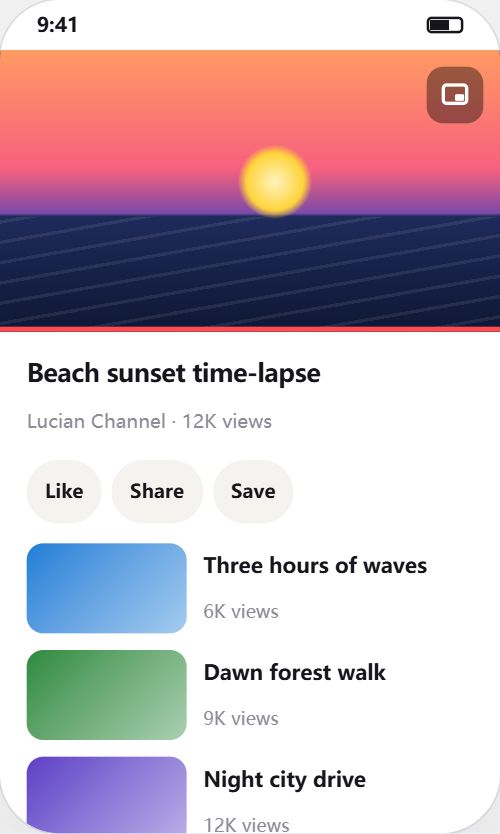 9:41
Beach sunset time-lapse
Lucian Channel · 12K views
Like Share Save
Three hours of waves
6K views
Dawn forest walk
9K views
Night city drive
12K views